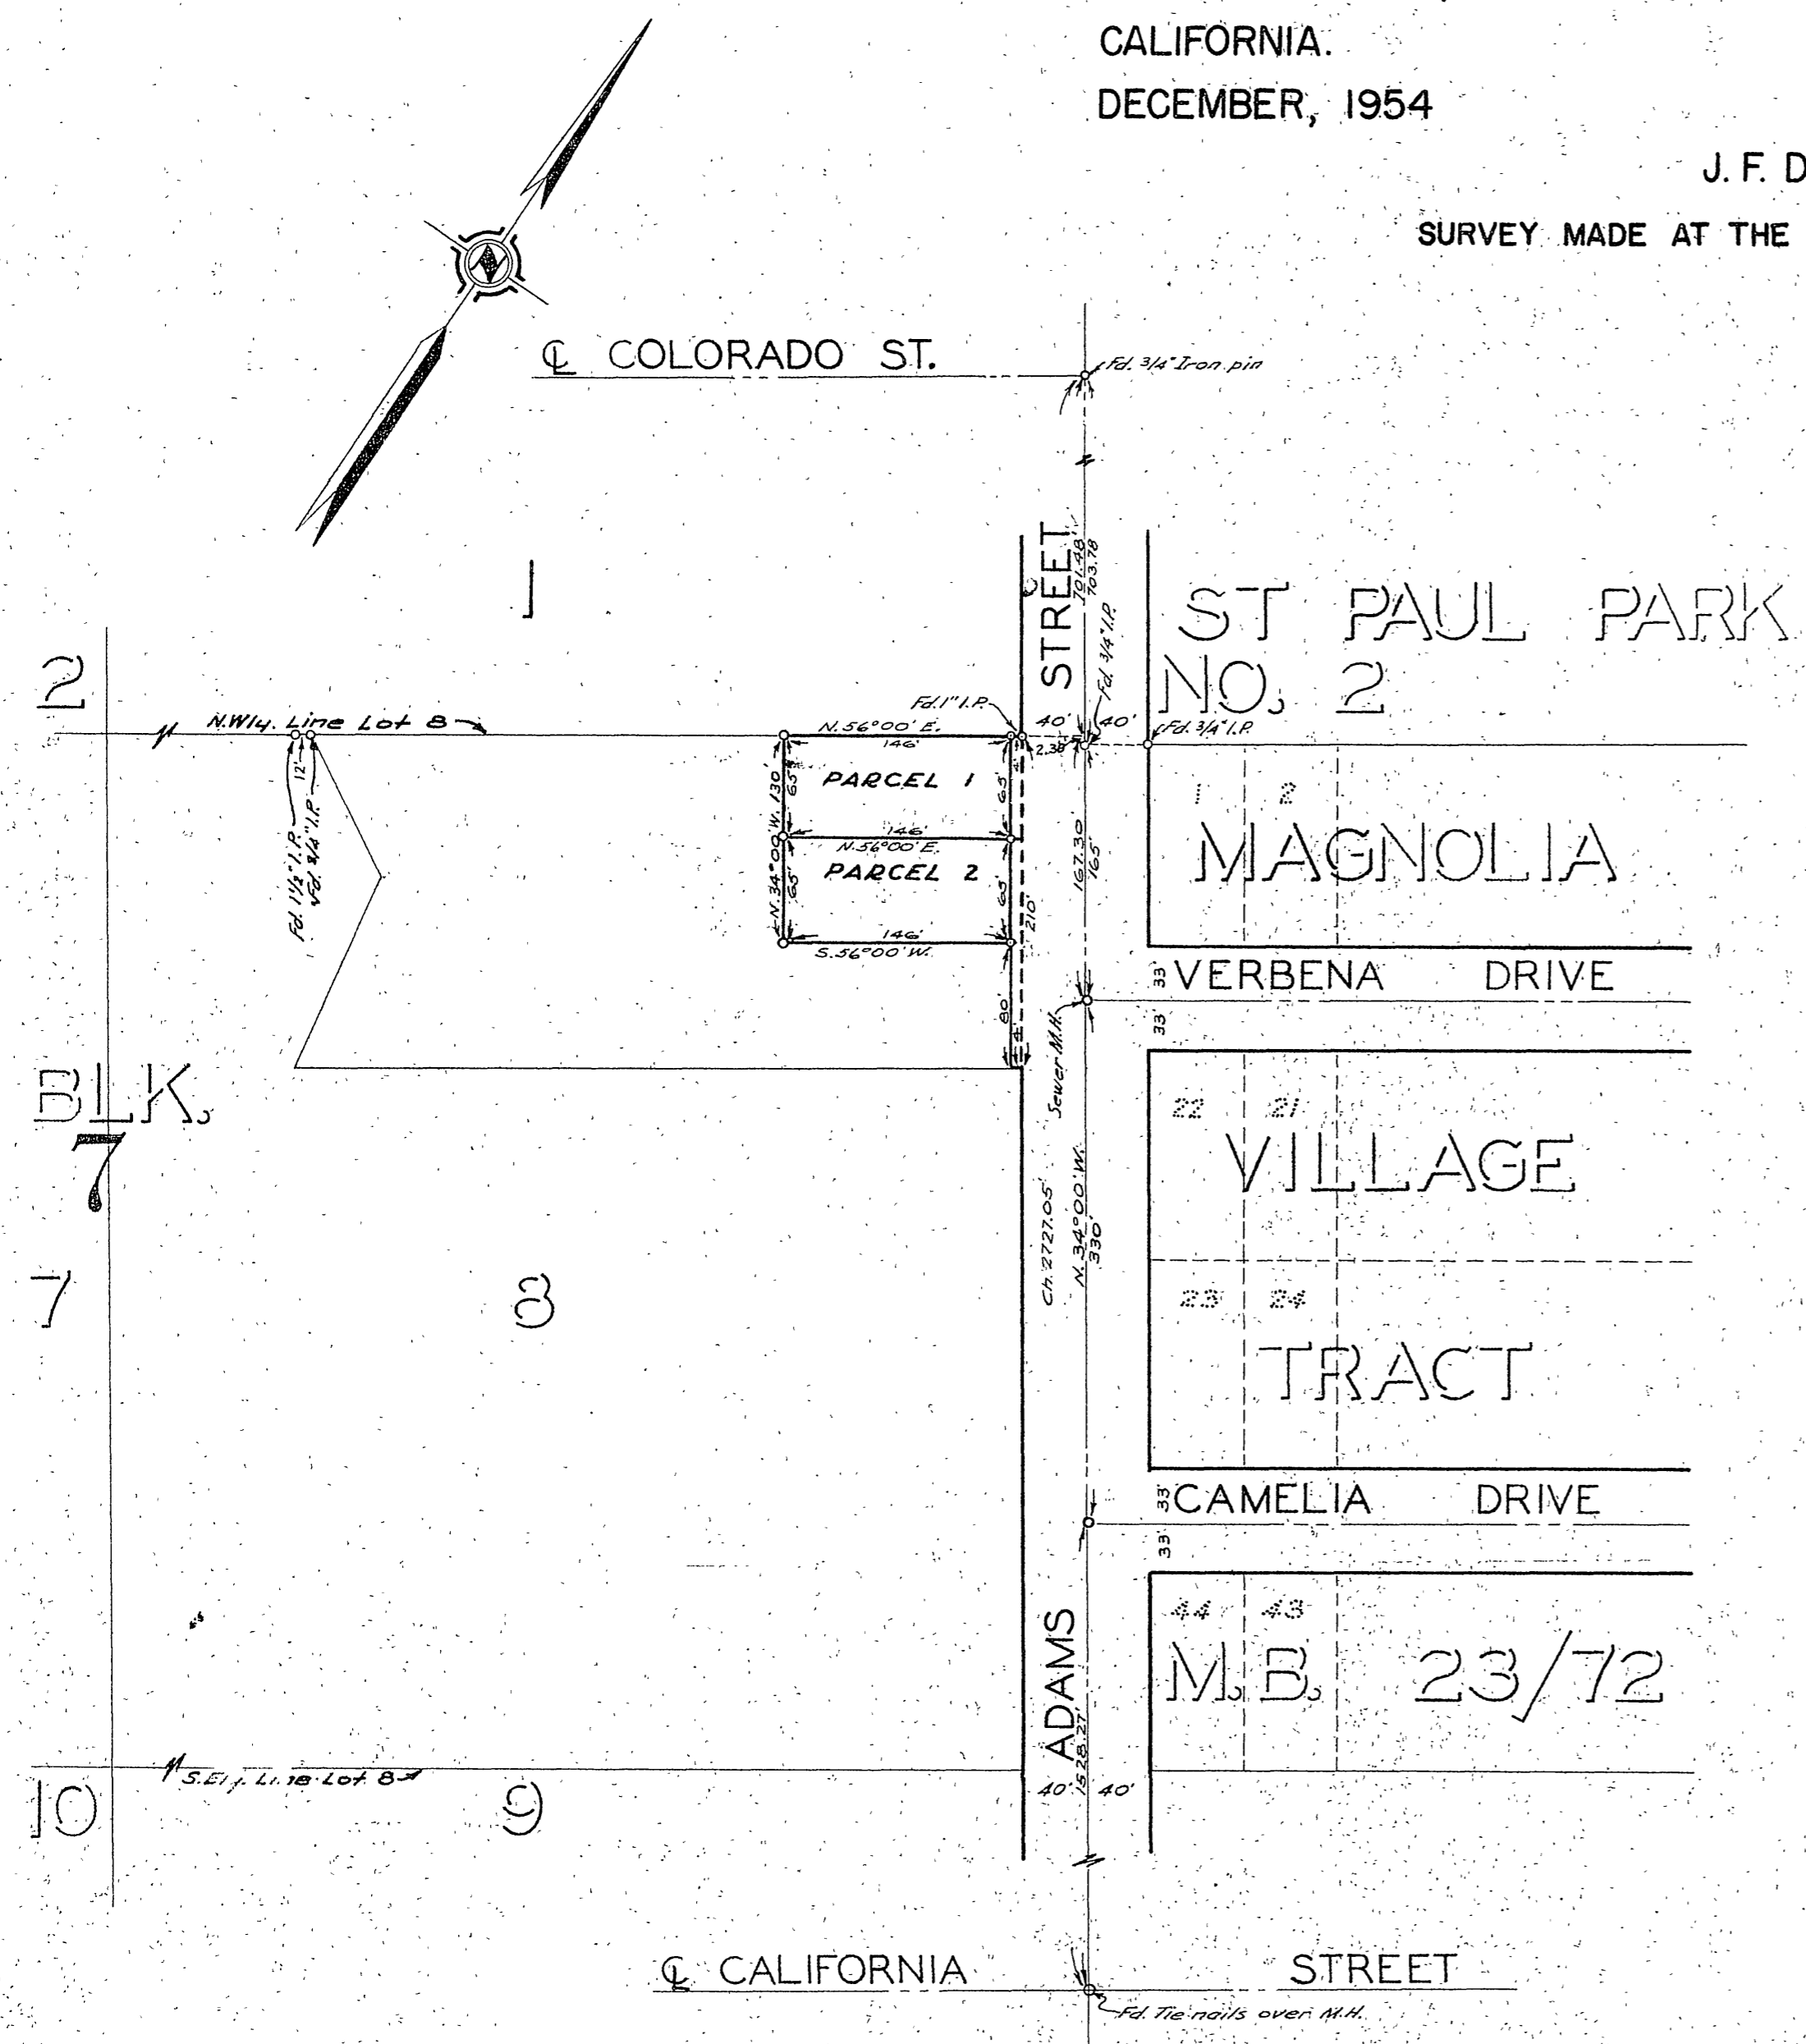 CALIFORNIA.
DECEMBER, 1954
J. F. D
SURVEY MADE AT THE
N
℄ COLORADO ST.
Fd. 3/4" Iron pin
STREET
701.48'
703.78
Fd. 3/4" I.P.
1
ST PAUL PARK
NO. 2
2
N.Wly. Line Lot 8
Fd. 1" I.P.
40' 40'
Fd. 3/4" I.P.
N.56°00' E.
146'
2.38'
12'
Fd. 1 1/2" I.P.
Fd. 3/4" I.P.
N.34°00' W. 130'
65'
PARCEL 1
65'
146'
N.56°00' E.
65'
PARCEL 2
65'
146'
S.56°00' W.
80'
210'
167.30'
165'
1 2
MAGNOLIA
33' VERBENA DRIVE
33'
Sewer M.H.
BLK.
7
22 21
VILLAGE
Ch. 2727.05'
N. 34°00' W.
330'
7
8
23 24
TRACT
33' CAMELIA DRIVE
33'
ADAMS
1528.27'
44 43
M.B. 23/72
S.Ely. Line Lot 8
40' 40'
10
9
℄ CALIFORNIA STREET
Fd. Tie nails over M.H.